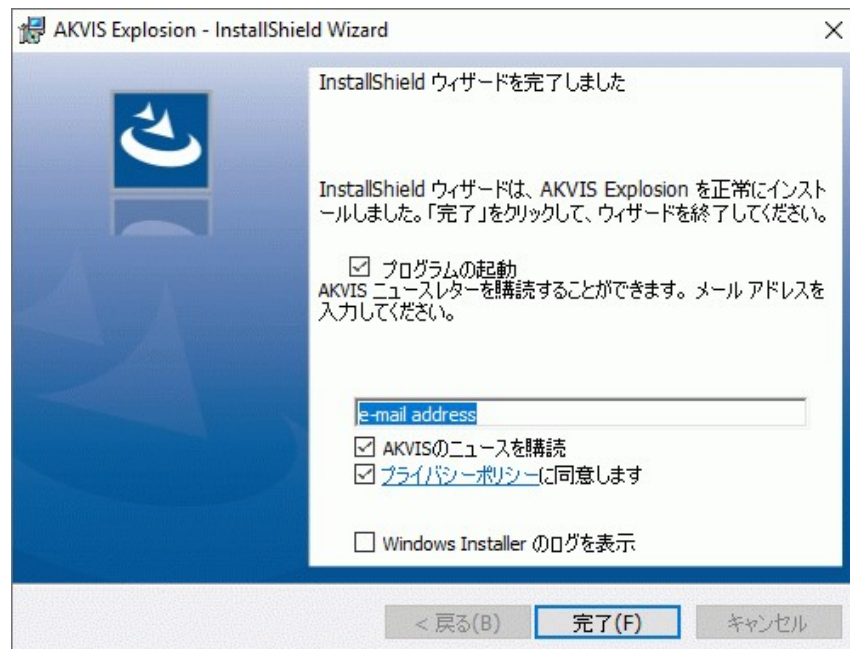 AKVIS Explosion - InstallShield Wizard
InstallShield ウィザードを完了しました
InstallShield ウィザードは、AKVIS Explosion を正常にインスト
ールしました。「完了」をクリックして、ウィザードを終了してください。
プログラムの起動
AKVIS ニュースレターを購読することができます。メール アドレスを
入力してください。
e-mail address
AKVISのニュースを購読
プライバシーポリシーに同意します
Windows Installer のログを表示
< 戻る(B)
完了(F)
キャンセル